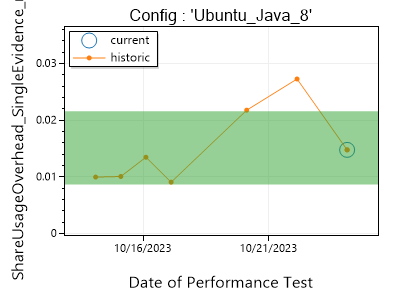 Config : 'Ubuntu_Java_8'
current
historic
0.03
0.02
0.01
0
10/16/2023
10/21/2023
Date of Performance Test
ShareUsageOverhead_SingleEvidence_